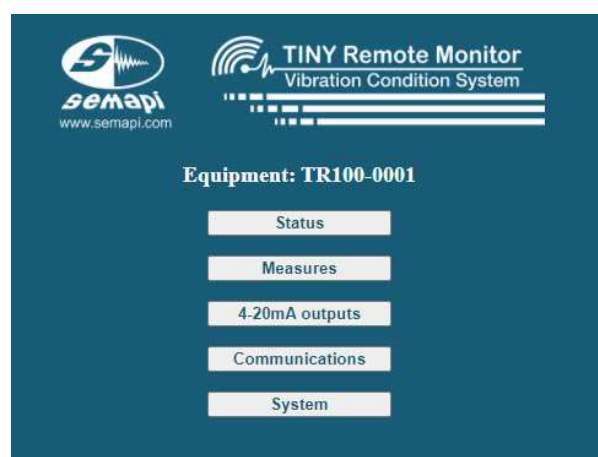 S
semapi
www.semapi.com
TINY Remote Monitor
Vibration Condition System
Equipment: TR100-0001
Status
Measures
4-20mA outputs
Communications
System